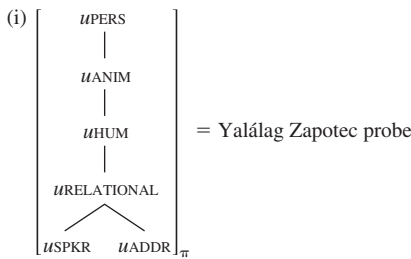 (i)
uPERS
uANIM
uHUM
= Yalálag Zapotec probe
uRELATIONAL
uSPKR uADDR
π